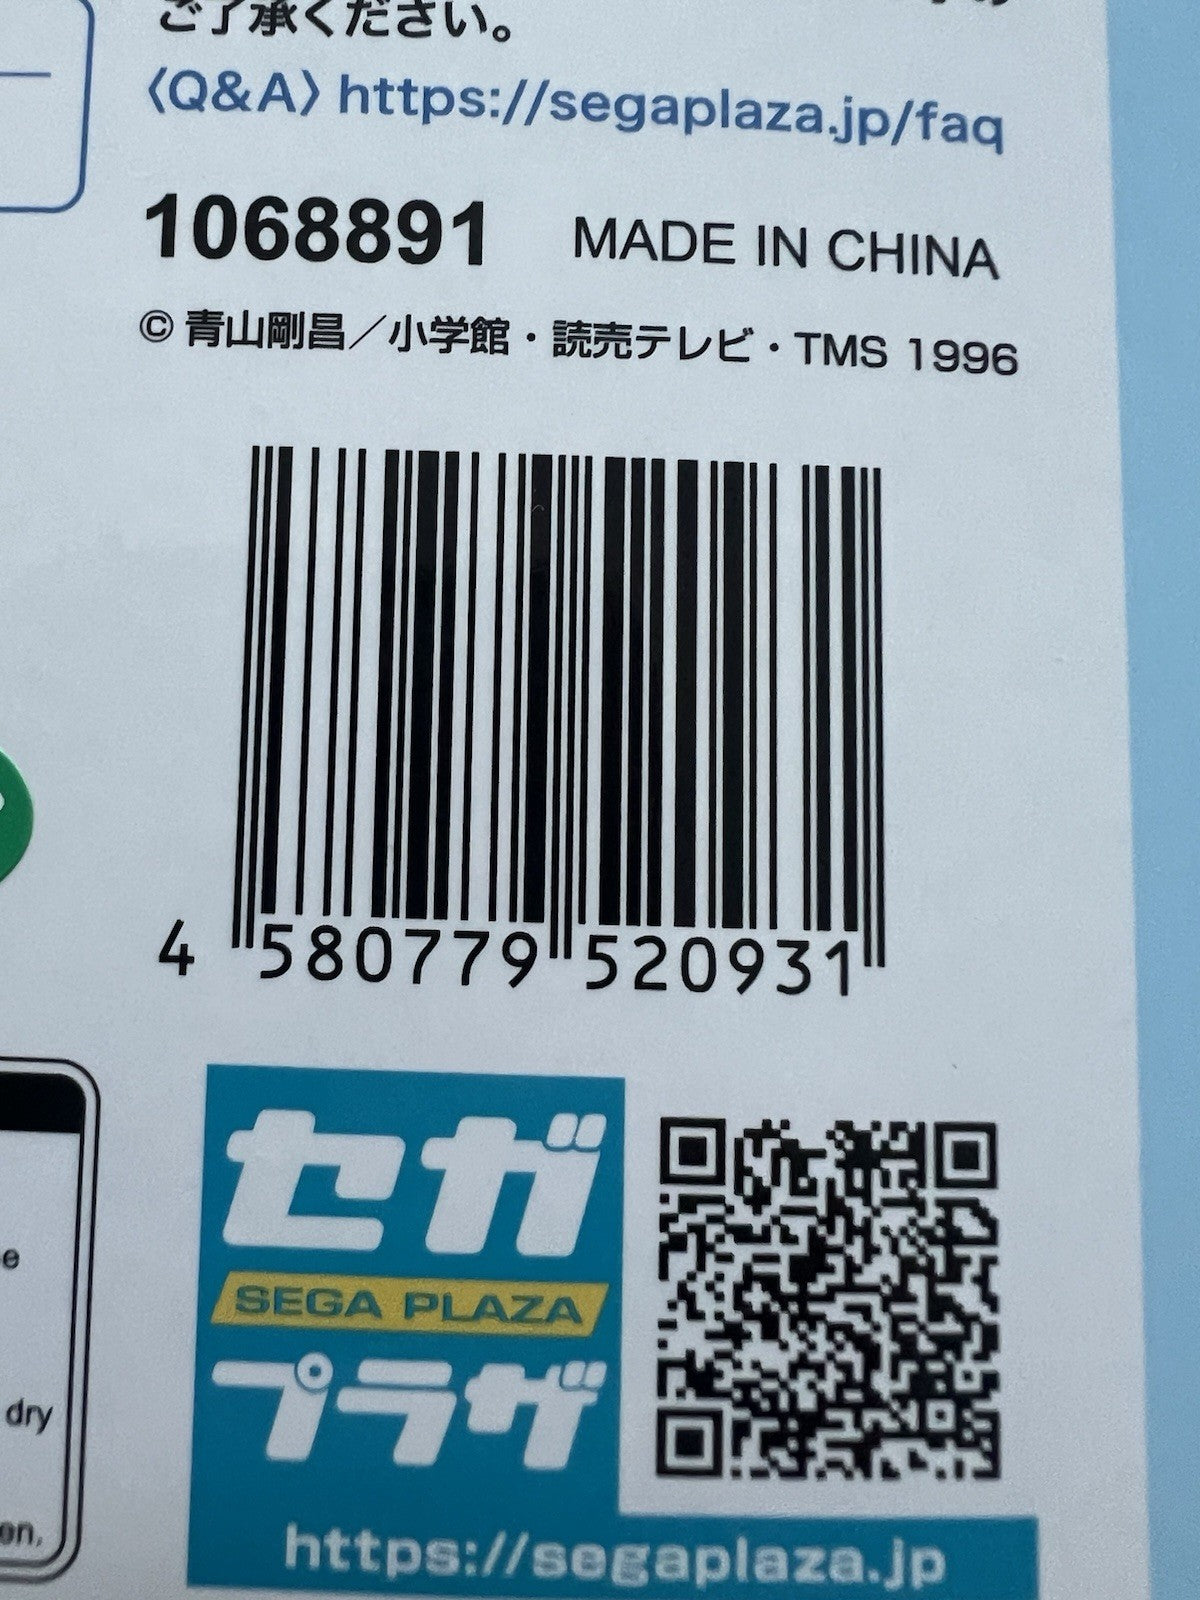 ご了承ください。
〈Q&A〉https://segaplaza.jp/faq
1068891 MADE IN CHINA
© 青山剛昌／小学館・読売テレビ・TMS 1996
4 580779 520931
セガ
SEGA PLAZA
プラザ
https://segaplaza.jp
dry